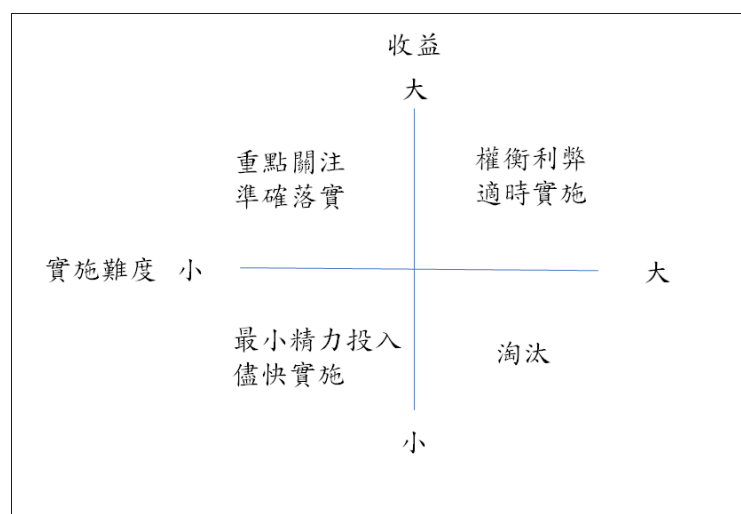 收益
大
重點關注
準確落實
權衡利弊
適時實施
實施難度 小
大
最小精力投入
儘快實施
淘汰
小